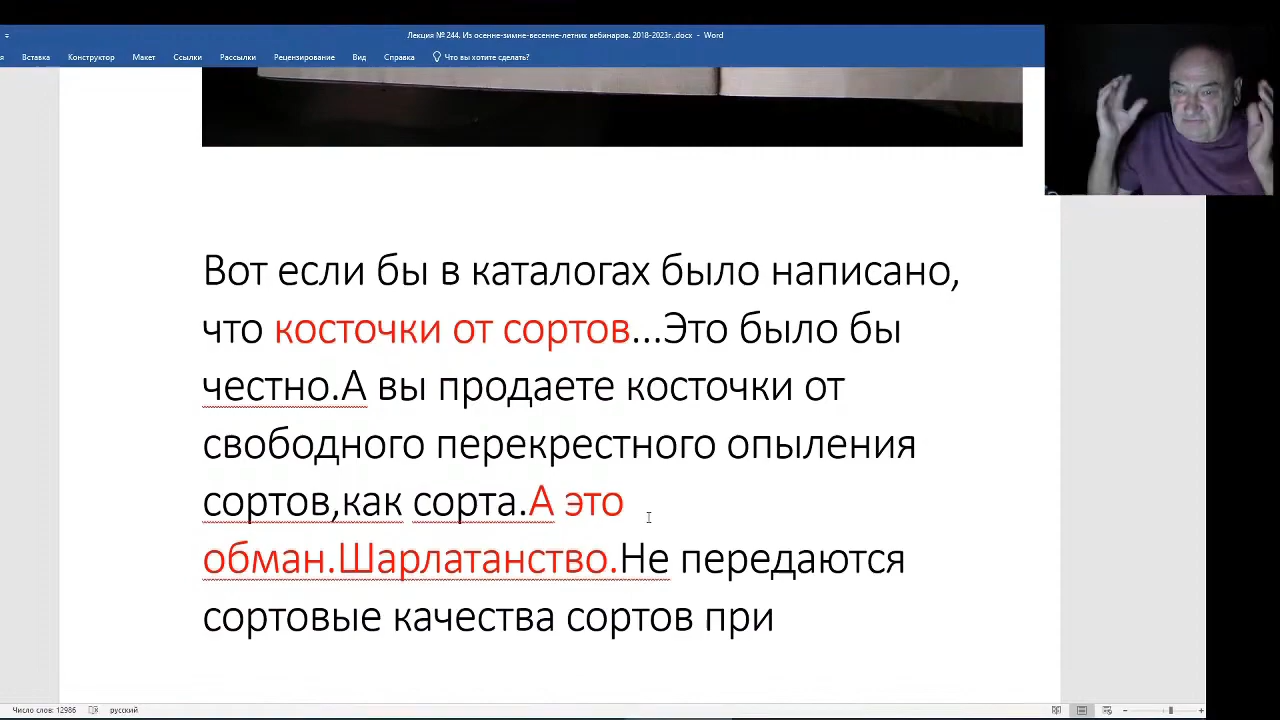 Лекция № 244. Из осенне-зимне-весенне-летних вебинаров. 2018-2023г..docx - Word
Вставка Конструктор Макет Ссылки Рассылки Рецензирование Вид Справка Что вы хотите сделать?
Вот если бы в каталогах было написано,
что косточки от сортов...Это было бы
честно.А вы продаете косточки от
свободного перекрестного опыления
сортов,как сорта.А это
обман.Шарлатанство.Не передаются
сортовые качества сортов при
Число слов: 12986 русский